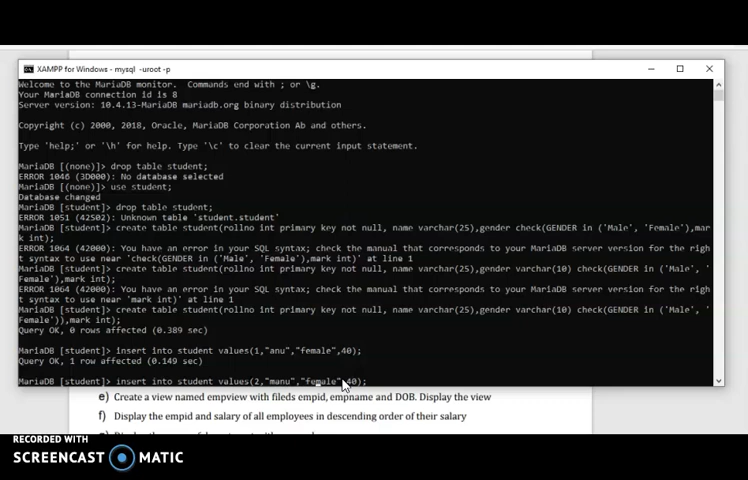 XAMPP for Windows - mysql -uroot -p
Welcome to the MariaDB monitor. Commands end with ; or \g.
Your MariaDB connection id is 8
Server version: 10.4.13-MariaDB mariadb.org binary distribution
Copyright (c) 2000, 2018, Oracle, MariaDB Corporation Ab and others.
Type 'help;' or '\h' for help. Type '\c' to clear the current input statement.
MariaDB [(none)]> drop table student;
ERROR 1046 (3D000): No database selected
MariaDB [(none)]> use student;
Database changed
MariaDB [student]> drop table student;
ERROR 1051 (42S02): Unknown table 'student.student'
MariaDB [student]> create table student(rollno int primary key not null, name varchar(25),gender check(GENDER in ('Male', 'Female'),mar
k int);
ERROR 1064 (42000): You have an error in your SQL syntax; check the manual that corresponds to your MariaDB server version for the righ
t syntax to use near 'check(GENDER in ('Male', 'Female'),mark int)' at line 1
MariaDB [student]> create table student(rollno int primary key not null, name varchar(25),gender varchar(10) check(GENDER in ('Male', '
Female'),mark int);
ERROR 1064 (42000): You have an error in your SQL syntax; check the manual that corresponds to your MariaDB server version for the righ
t syntax to use near 'mark int)' at line 1
MariaDB [student]> create table student(rollno int primary key not null, name varchar(25),gender varchar(10) check(GENDER in ('Male', '
Female')),mark int);
Query OK, 0 rows affected (0.389 sec)
MariaDB [student]> insert into student values(1,"anu","female",40);
Query OK, 1 row affected (0.149 sec)
MariaDB [student]> insert into student values(2,"manu","female",40);
e) Create a view named empview with fileds empid, empname and DOB. Display the view
f) Display the empid and salary of all employees in descending order of their salary
RECORDED WITH
SCREENCAST MATIC